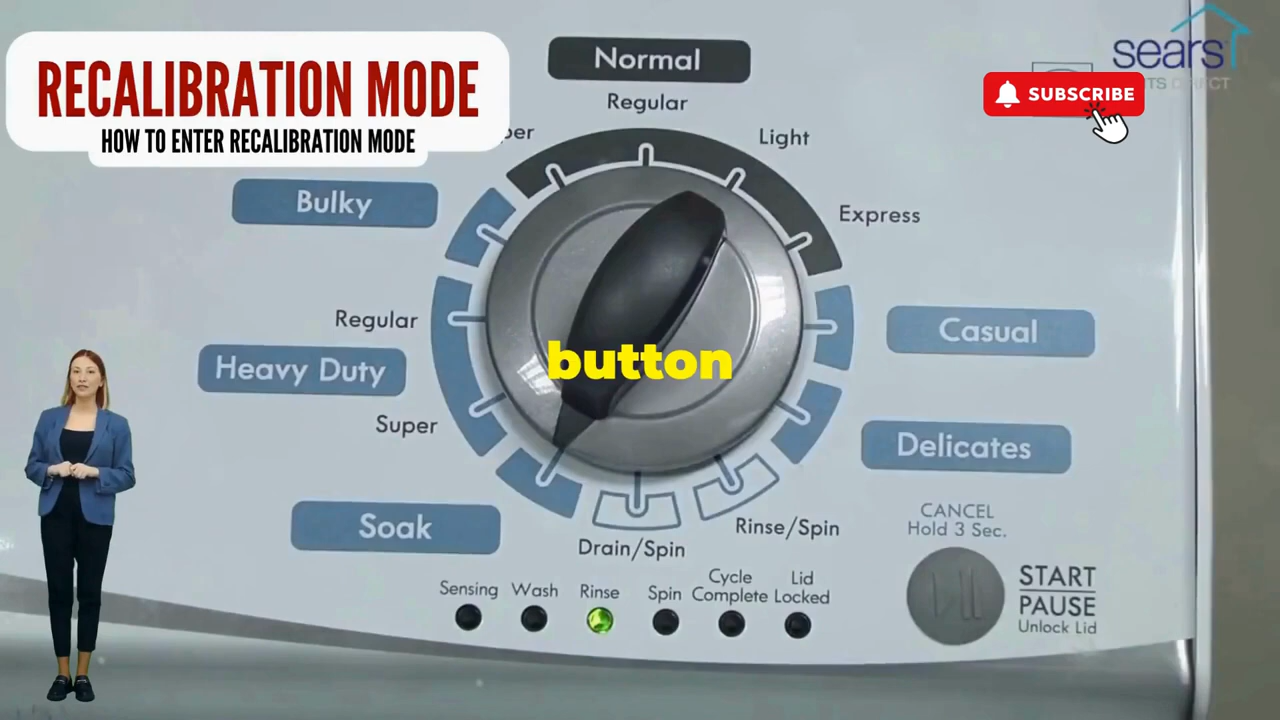 RECALIBRATION MODE
HOW TO ENTER RECALIBRATION MODE
sears
DIRECT
SUBSCRIBE
Normal
Regular
Light
Express
Bulky
Regular
Heavy Duty
Super
Casual
button
Delicates
Soak
Drain/Spin
Rinse/Spin
CANCEL
Hold 3 Sec.
START
PAUSE
Unlock Lid
Sensing
Wash
Rinse
Spin
Cycle
Complete
Lid
Locked